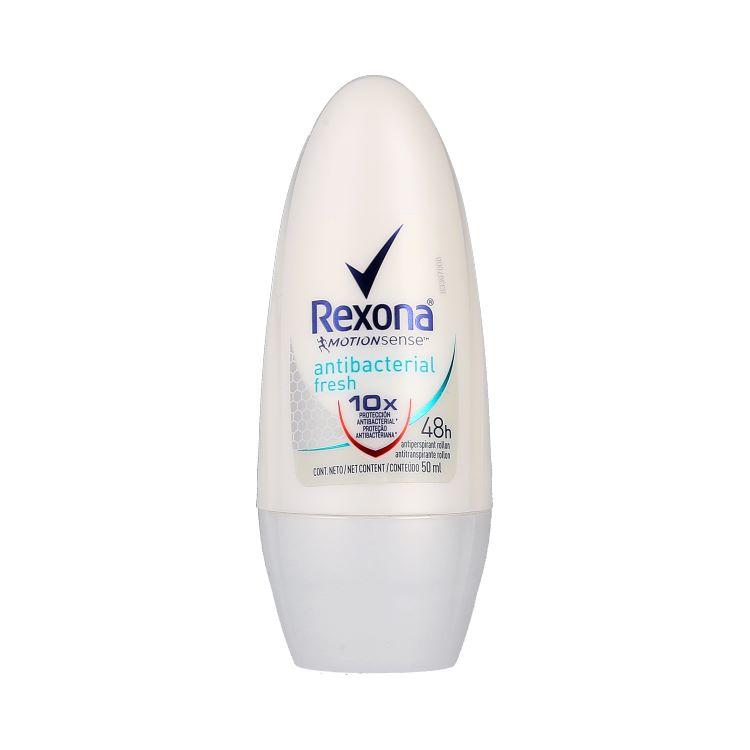 Rexona®
MOTIONsense™
antibacterial
fresh
10x
PROTECCIÓN
ANTIBACTERIAL*
PROTEÇÃO
ANTIBACTERIANA*
48h
antiperspirant rollon
antitranspirante rollon
CONT. NETO/NET CONTENT/CONTEÚDO 50 ml